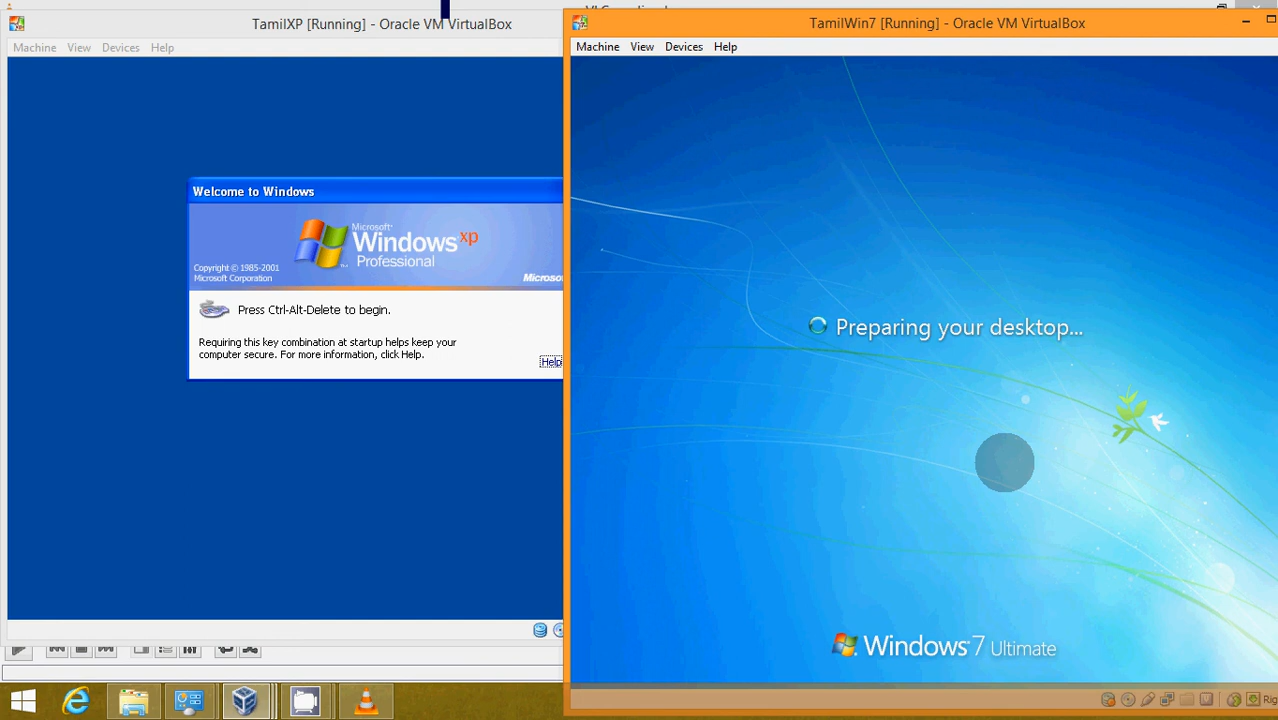 TamilXP [Running] - Oracle VM VirtualBox
Machine View Devices Help
Welcome to Windows
Microsoft®
Windows xp
Professional
Copyright © 1985-2001
Microsoft Corporation
Press Ctrl-Alt-Delete to begin.
Requiring this key combination at startup helps keep your
computer secure. For more information, click Help.
Help
TamilWin7 [Running] - Oracle VM VirtualBox
Machine View Devices Help
Preparing your desktop...
Windows 7 Ultimate